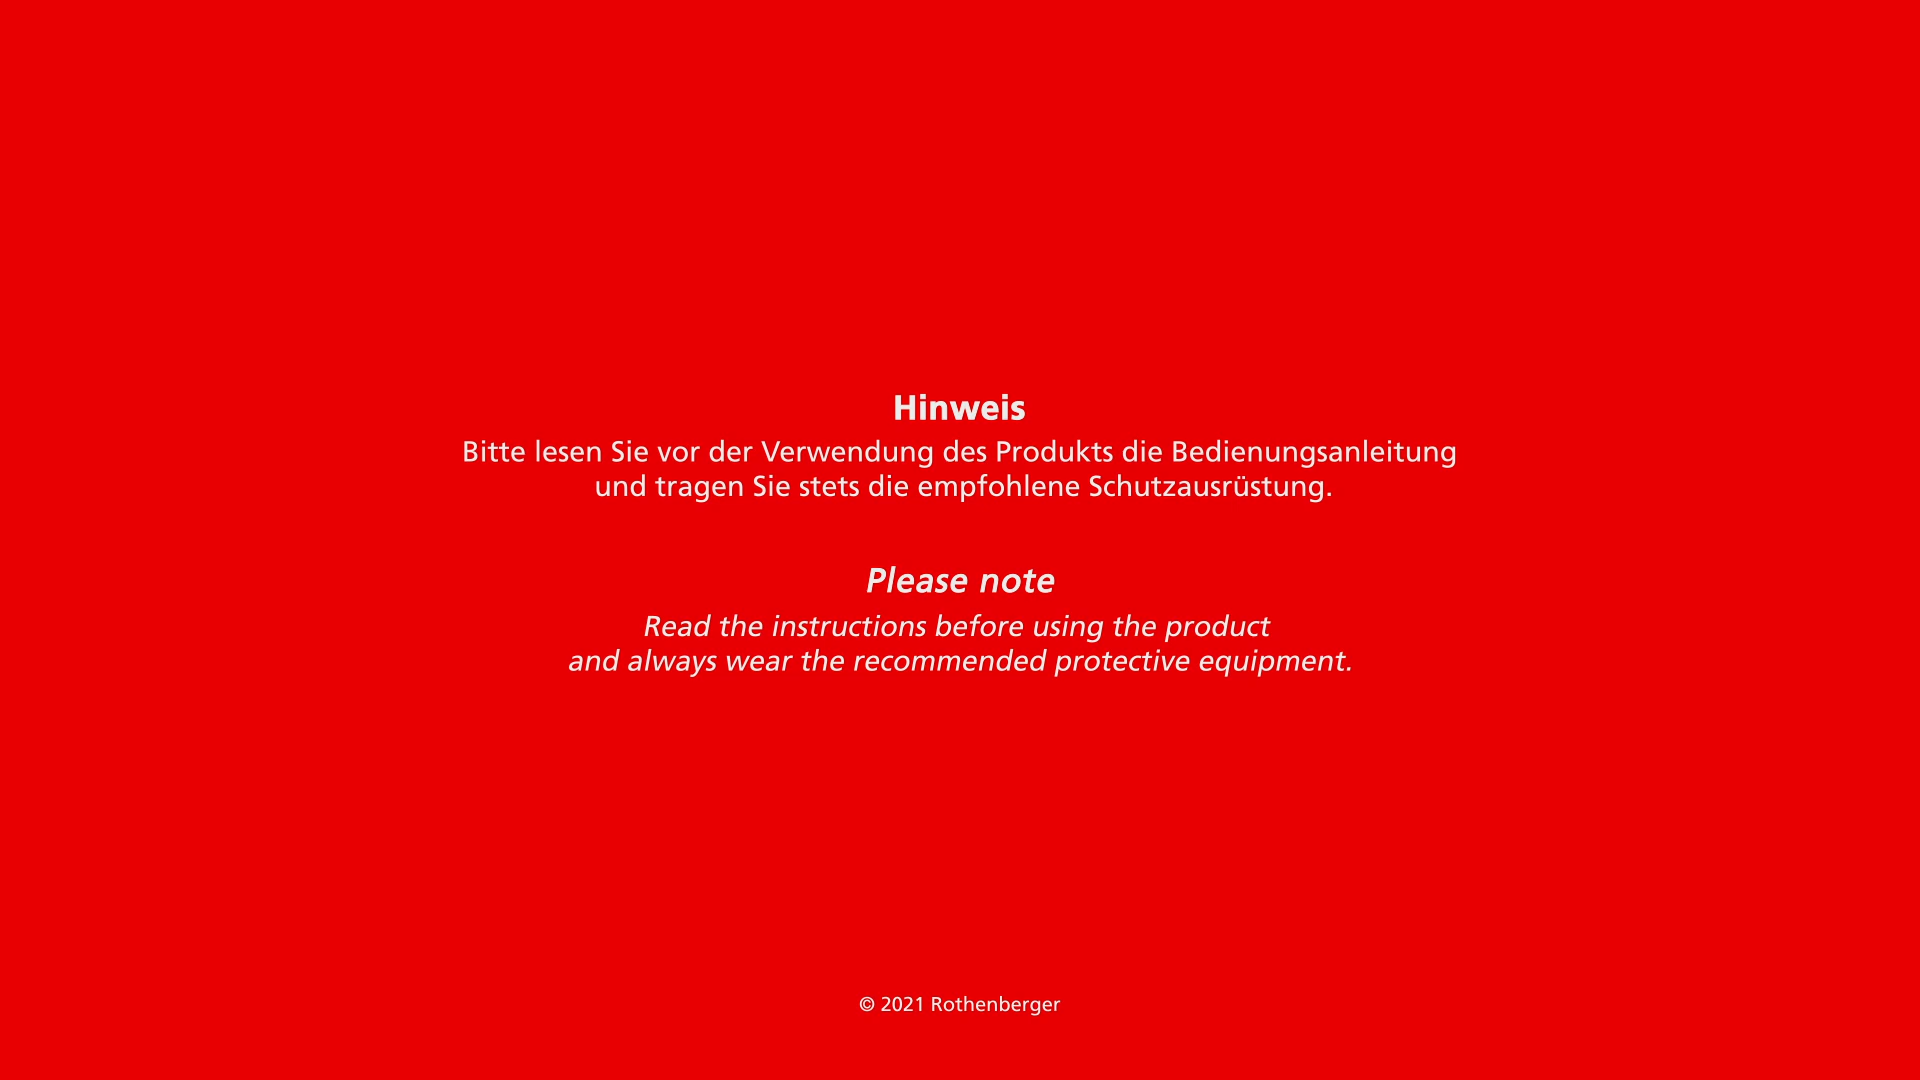 Hinweis
Bitte lesen Sie vor der Verwendung des Produkts die Bedienungsanleitung
und tragen Sie stets die empfohlene Schutzausrüstung.
Please note
Read the instructions before using the product
and always wear the recommended protective equipment.
© 2021 Rothenberger